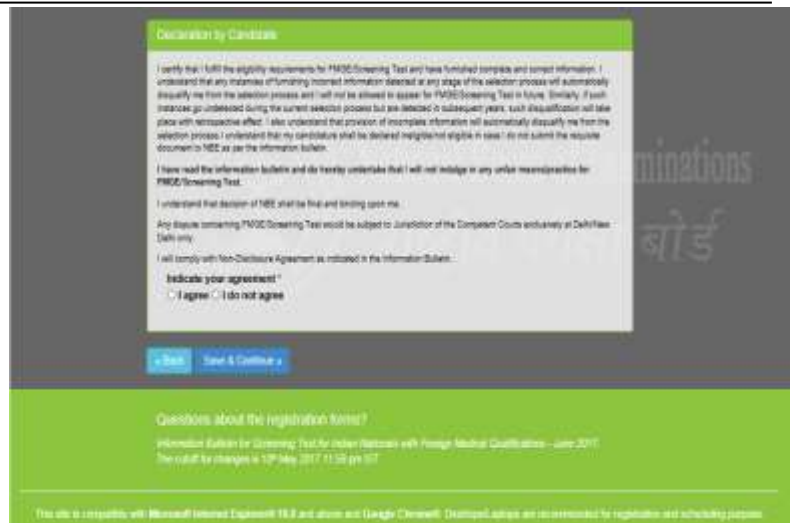 Declaration by Candidate
I certify that I fulfill the eligibility requirements for FMGE/Screening Test and have furnished complete and correct information. I
understand that any instances of furnishing incorrect information detected at any stage of the selection process will automatically
disqualify me from the selection process and I will not be allowed to appear for FMGE/Screening Test in future. Similarly, if such
instances go undetected during the current selection process but are detected in subsequent years, such disqualification will take
place with retrospective effect. I also understand that provision of incomplete information will automatically disqualify me from the
selection process. I understand that my candidature shall be declared ineligible/not eligible in case I do not submit the requisite
document to NBE as per the information bulletin.
I have read the information bulletin and do hereby undertake that I will not indulge in any unfair means/practice for
FMGE/Screening Test.
I understand that decision of NBE shall be final and binding upon me.
Any dispute concerning FMGE/Screening Test would be subject to Jurisdiction of the Competent Courts exclusively at Delhi/New
Delhi only.
I will comply with Non-Disclosure Agreement as indicated in the Information Bulletin.
Indicate your agreement *
I agree I do not agree
minations
बोर्ड
« Back Save & Continue »
Questions about the registration forms?
Information Bulletin for Screening Test for Indian Nationals with Foreign Medical Qualifications - June 2017.
The cutoff for changes is 10th May, 2017 11:59 pm IST
This site is compatible with Microsoft Internet Explorer® 10.0 and above and Google Chrome®. Desktops/Laptops are recommended for registration and scheduling purpose.